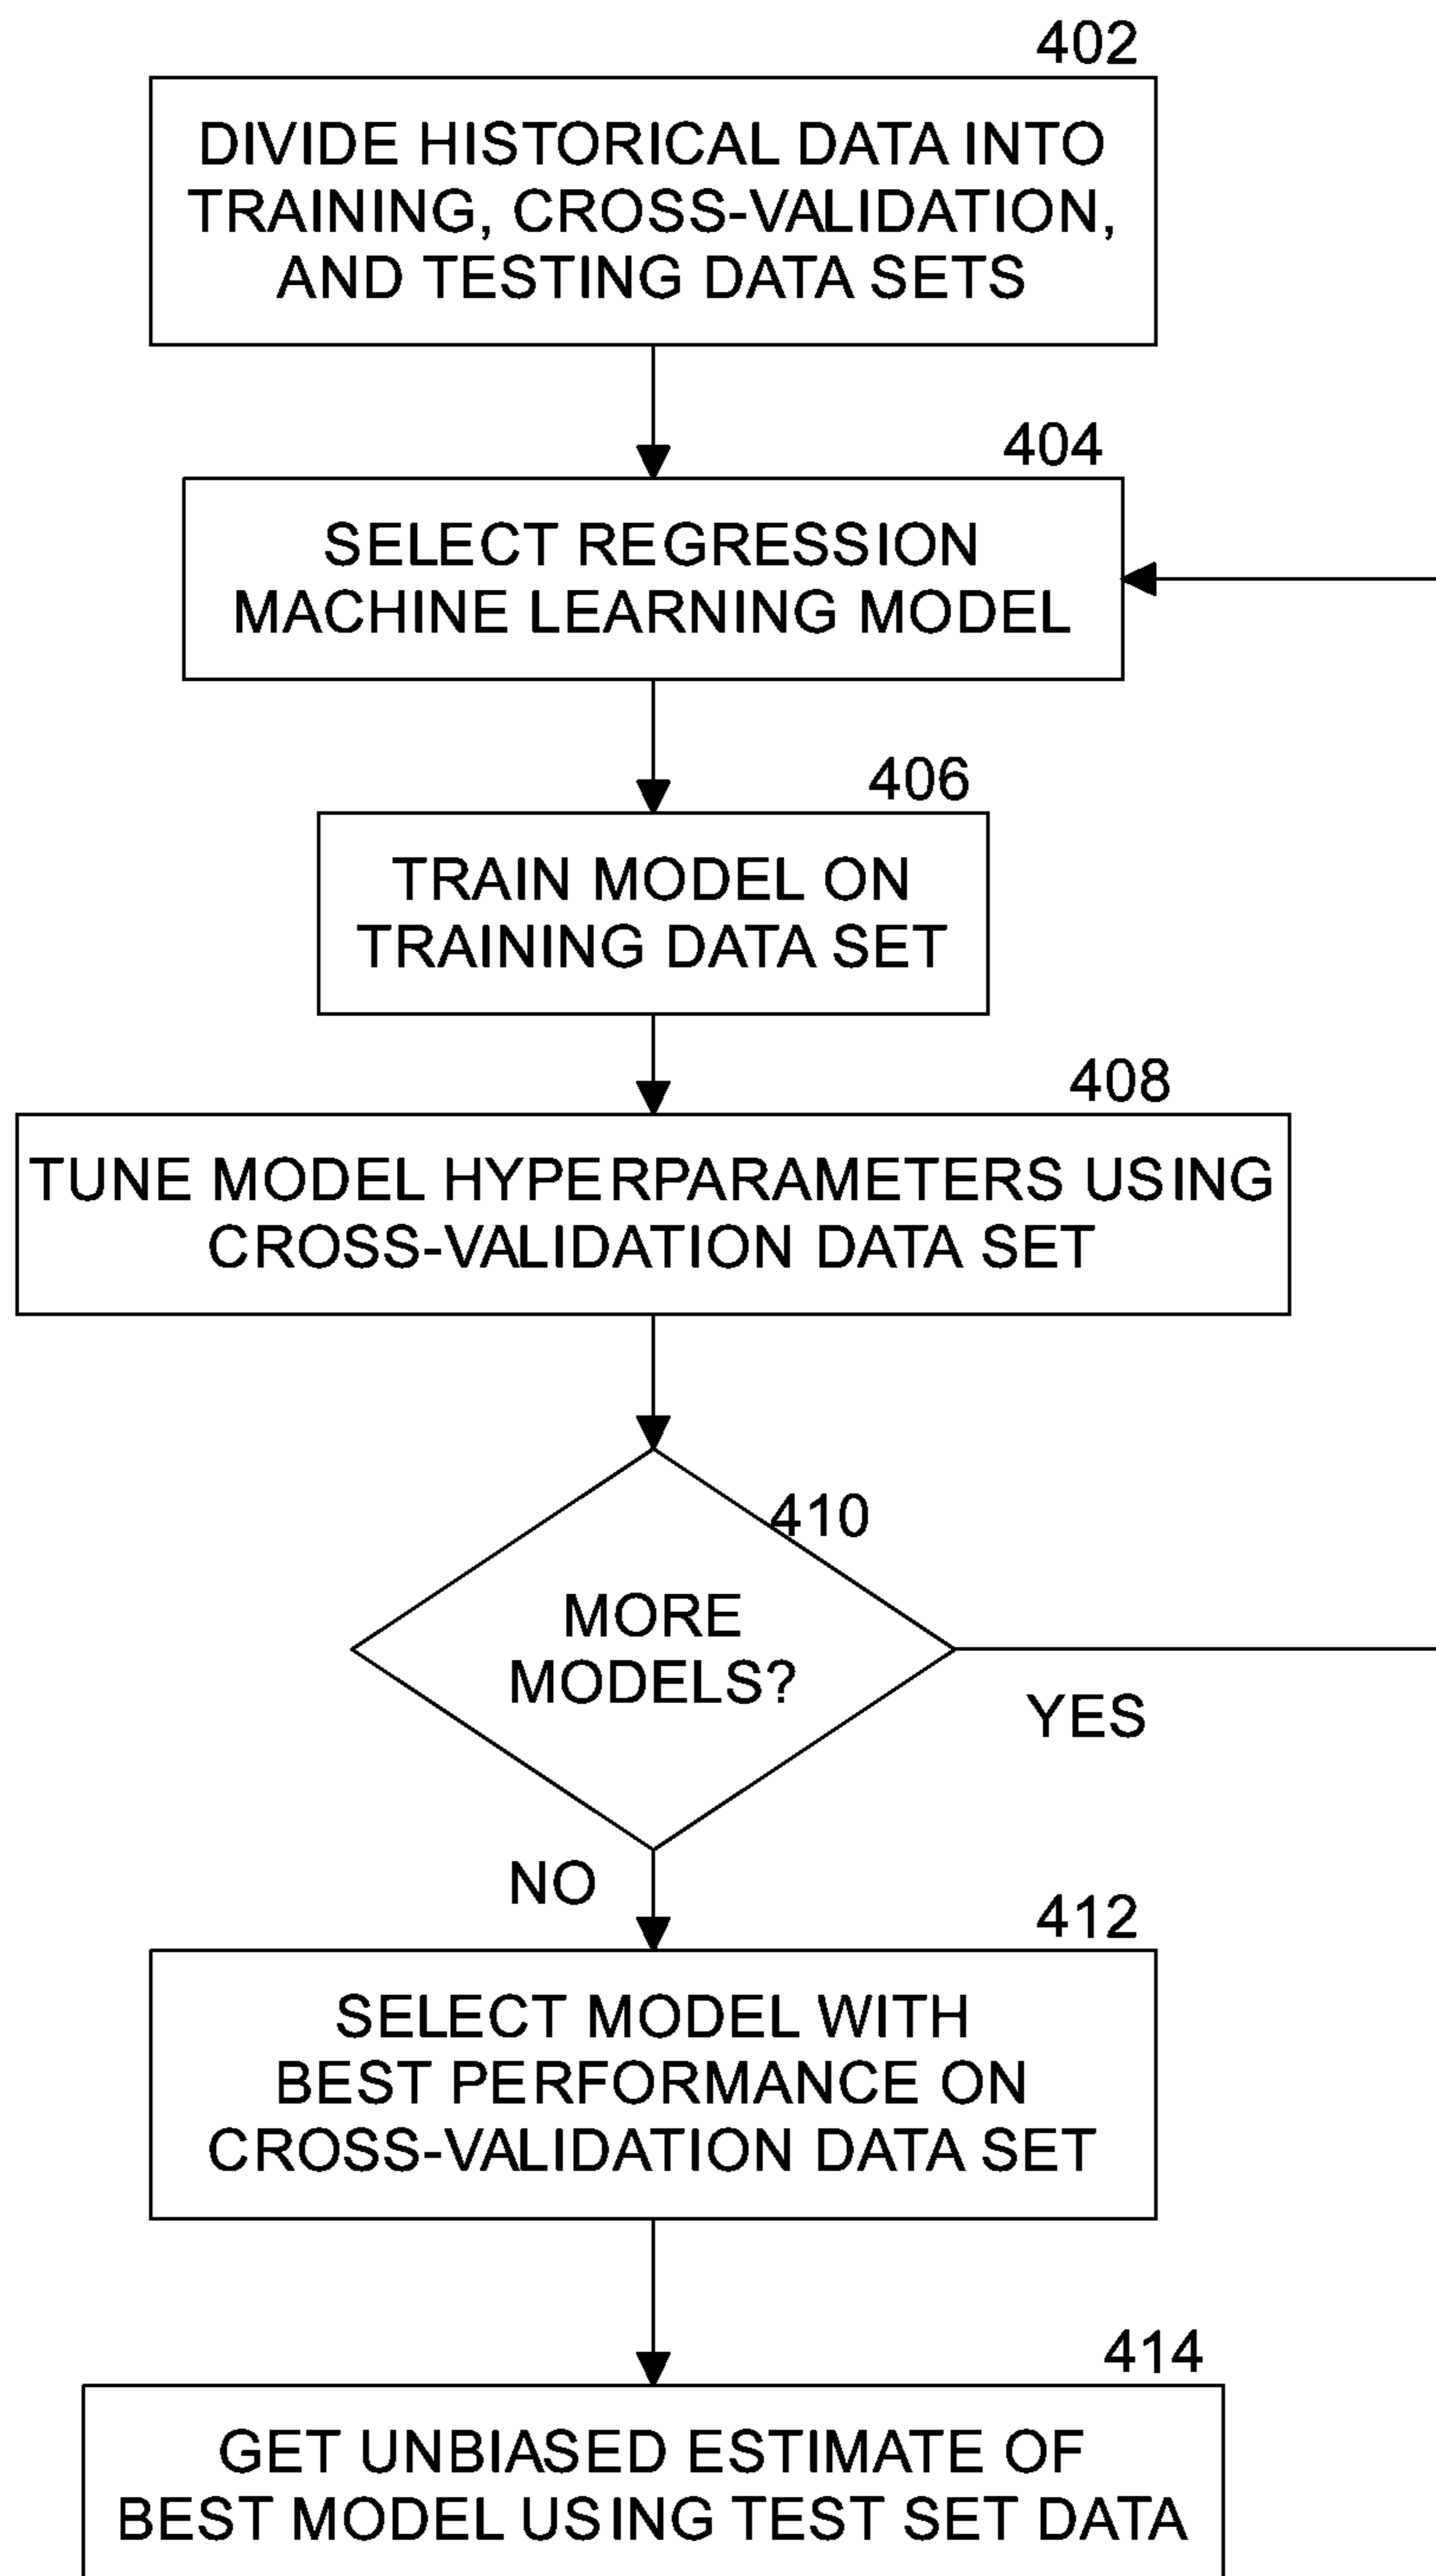 402
DIVIDE HISTORICAL DATA INTO
TRAINING, CROSS-VALIDATION,
AND TESTING DATA SETS
404
SELECT REGRESSION
MACHINE LEARNING MODEL
406
TRAIN MODEL ON
TRAINING DATA SET
408
TUNE MODEL HYPERPARAMETERS USING
CROSS-VALIDATION DATA SET
410
MORE
MODELS?
YES
NO
412
SELECT MODEL WITH
BEST PERFORMANCE ON
CROSS-VALIDATION DATA SET
414
GET UNBIASED ESTIMATE OF
BEST MODEL USING TEST SET DATA